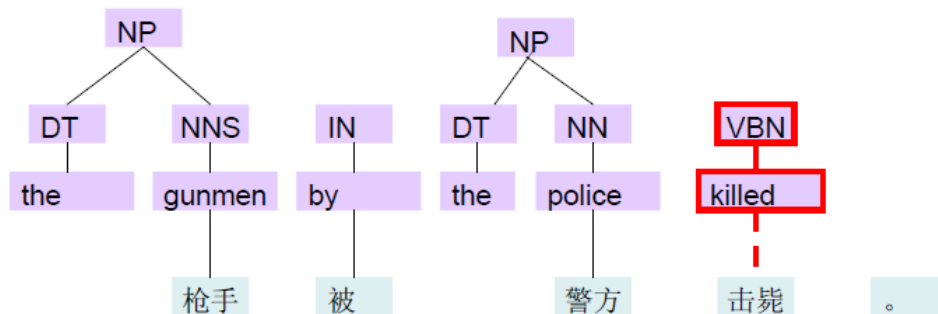 NP NP
DT NNS IN DT NN VBN
the gunmen by the police killed
枪手 被 警方 击毙 。